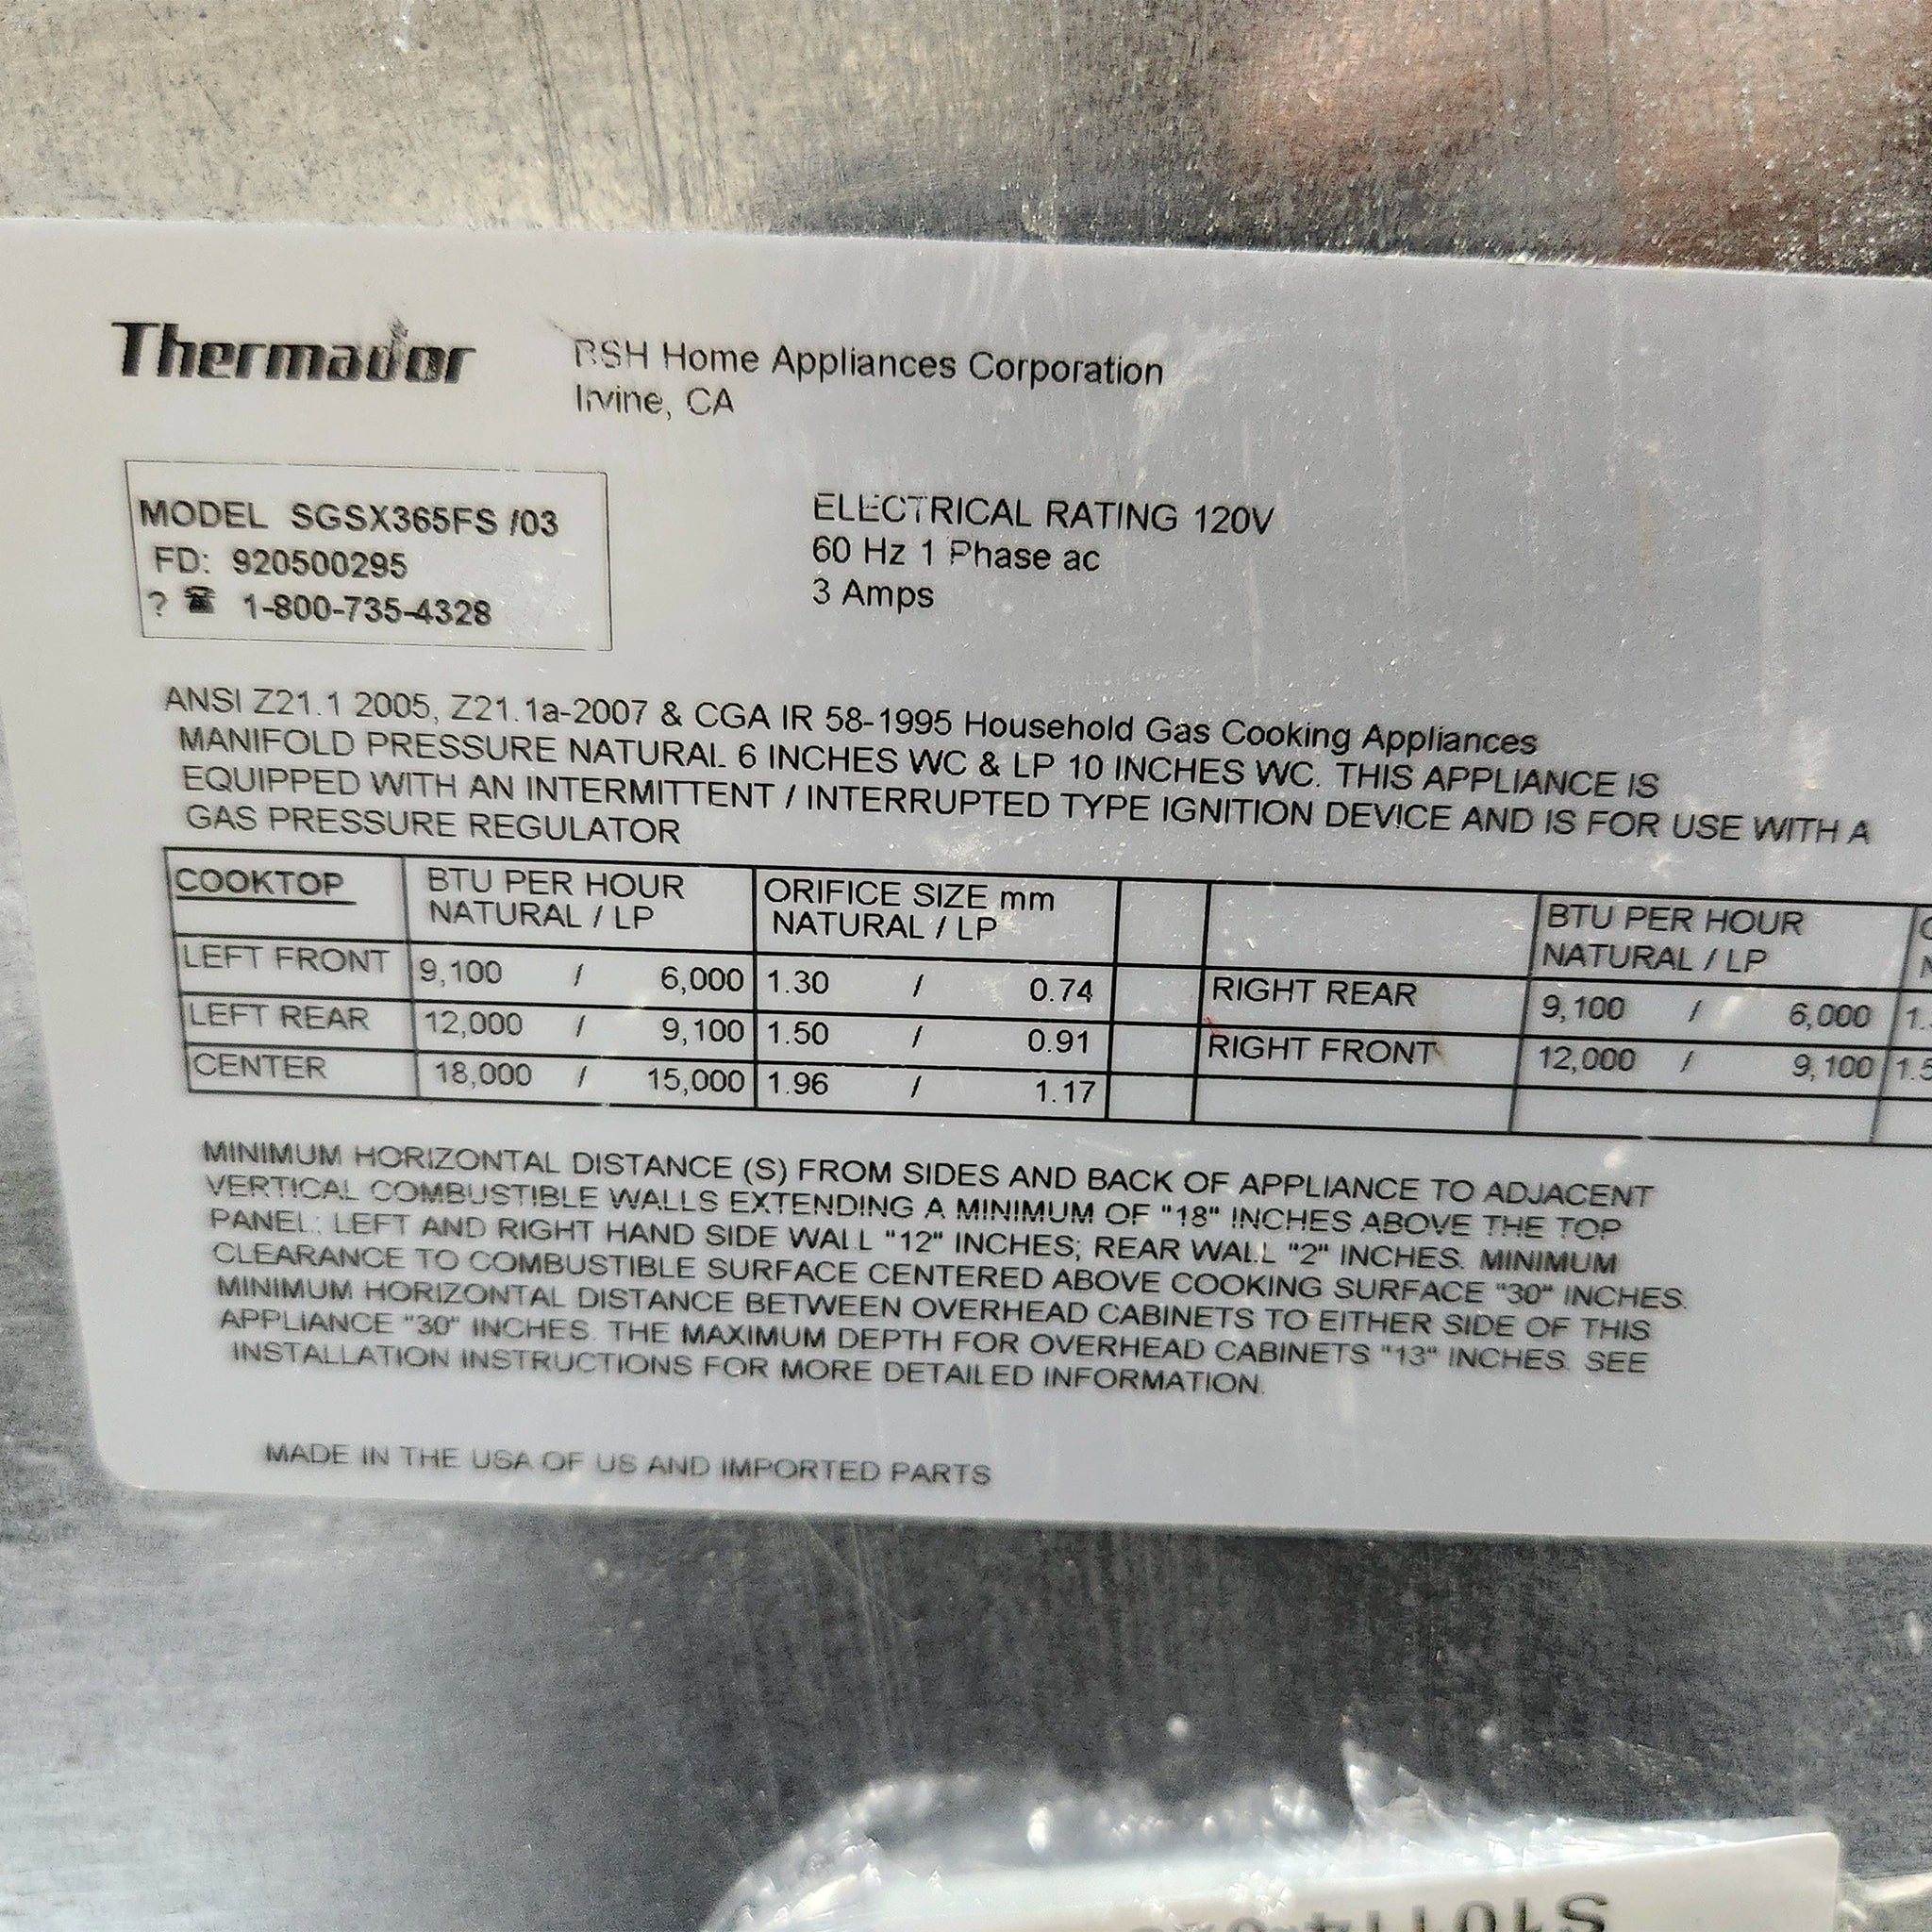 Thermador
BSH Home Appliances Corporation
Irvine, CA
MODEL SGSX365FS /03
FD: 920500295
? ☎ 1-800-735-4328
ELECTRICAL RATING 120V
60 Hz 1 Phase ac
3 Amps
ANSI Z21.1 2005, Z21.1a-2007 & CGA IR 58-1995 Household Gas Cooking Appliances
MANIFOLD PRESSURE NATURAL 6 INCHES WC & LP 10 INCHES WC. THIS APPLIANCE IS
EQUIPPED WITH AN INTERMITTENT / INTERRUPTED TYPE IGNITION DEVICE AND IS FOR USE WITH A
GAS PRESSURE REGULATOR
COOKTOP BTU PER HOUR NATURAL / LP ORIFICE SIZE mm NATURAL / LP BTU PER HOUR NATURAL / LP
LEFT FRONT 9,100 / 6,000 1.30 / 0.74 RIGHT REAR 9,100 / 6,000
LEFT REAR 12,000 / 9,100 1.50 / 0.91 RIGHT FRONT 12,000 / 9,100
CENTER 18,000 / 15,000 1.96 / 1.17
MINIMUM HORIZONTAL DISTANCE (S) FROM SIDES AND BACK OF APPLIANCE TO ADJACENT
VERTICAL COMBUSTIBLE WALLS EXTENDING A MINIMUM OF "18" INCHES ABOVE THE TOP
PANEL: LEFT AND RIGHT HAND SIDE WALL "12" INCHES; REAR WALL "2" INCHES. MINIMUM
CLEARANCE TO COMBUSTIBLE SURFACE CENTERED ABOVE COOKING SURFACE "30" INCHES.
MINIMUM HORIZONTAL DISTANCE BETWEEN OVERHEAD CABINETS TO EITHER SIDE OF THIS
APPLIANCE "30" INCHES. THE MAXIMUM DEPTH FOR OVERHEAD CABINETS "13" INCHES. SEE
INSTALLATION INSTRUCTIONS FOR MORE DETAILED INFORMATION.
MADE IN THE USA OF US AND IMPORTED PARTS